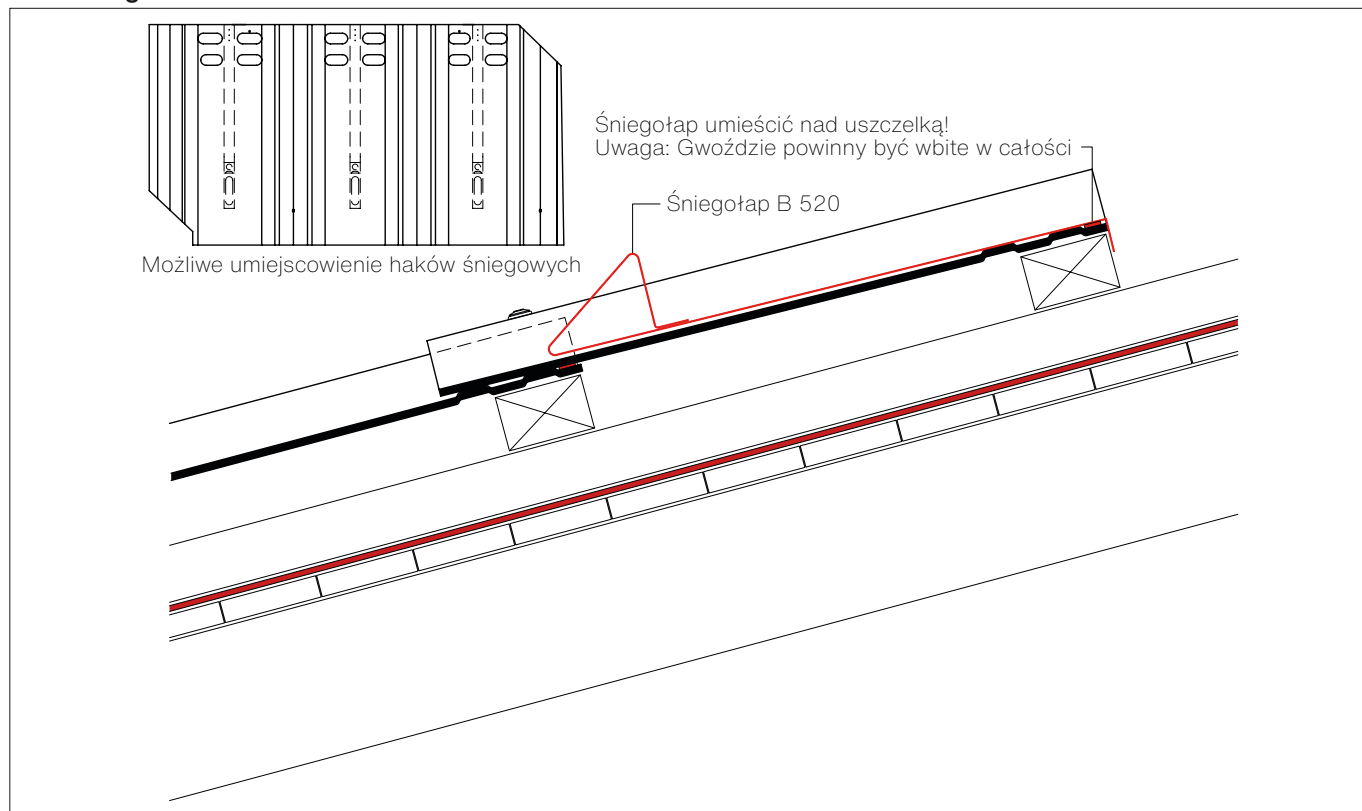 Śniegołap umieścić nad uszczelką!
Uwaga: Gwoździe powinny być wbite w całości
Śniegołap B 520
Możliwe umiejscowienie haków śniegowych